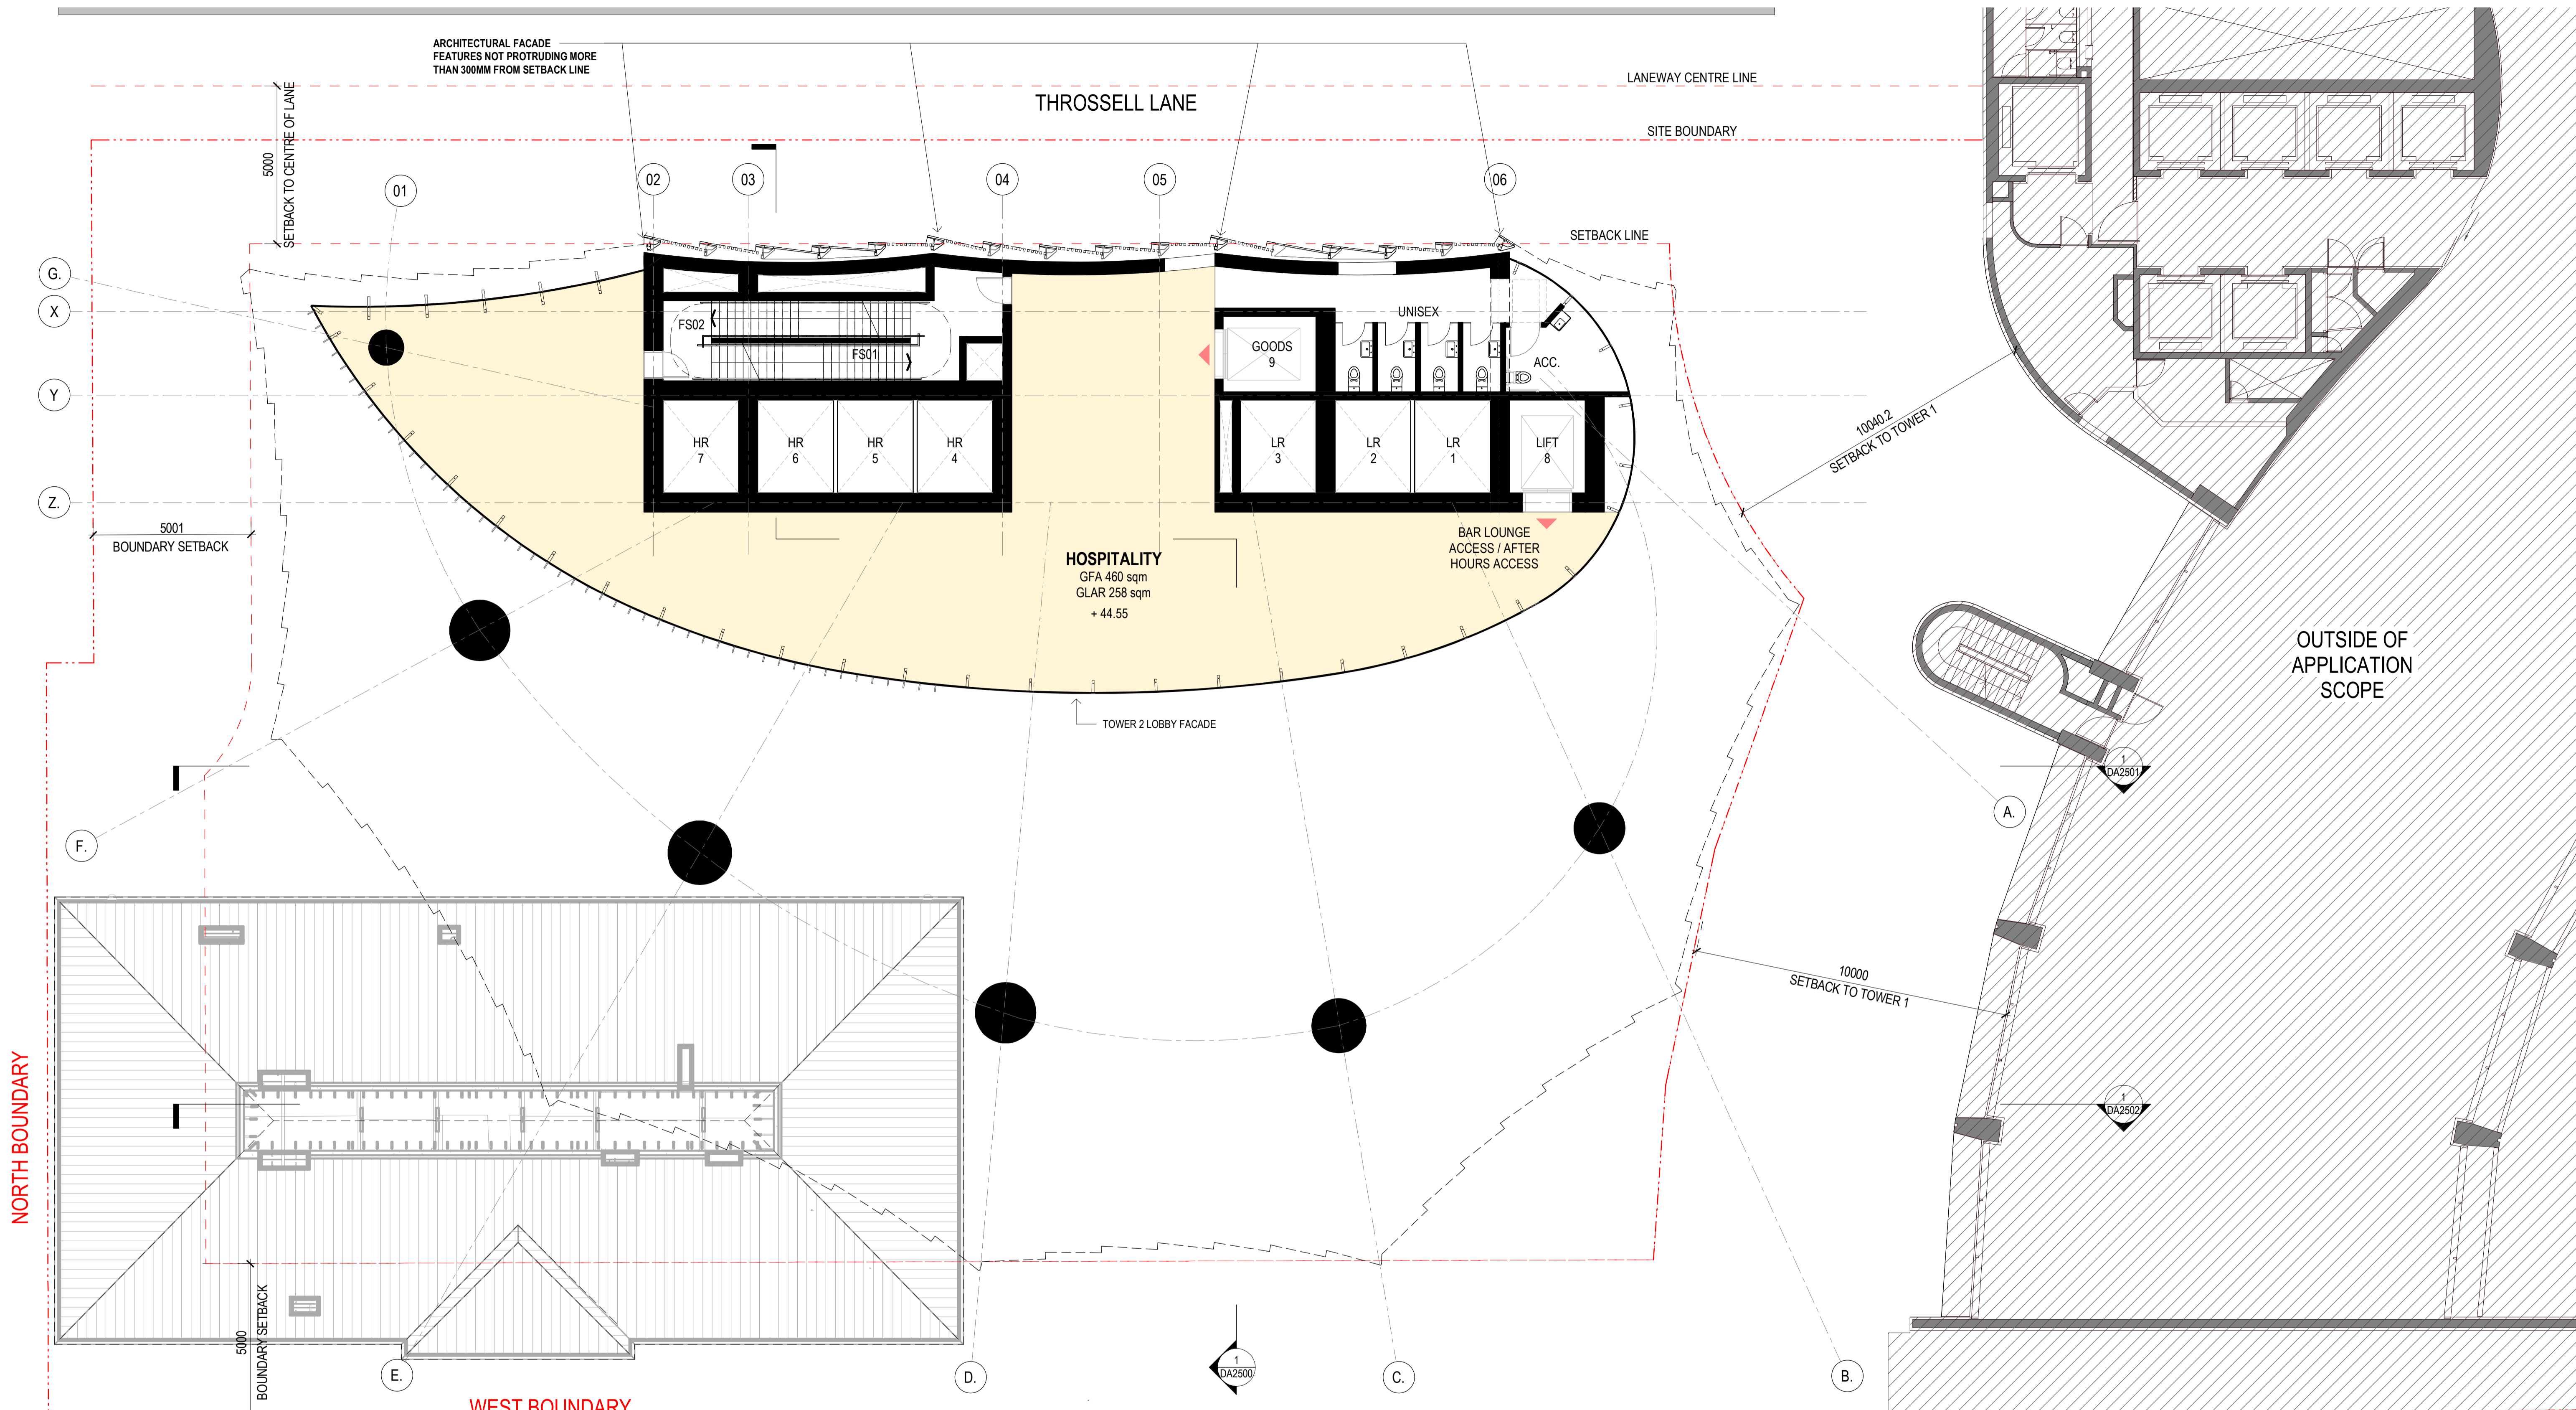 ARCHITECTURAL FACADE
FEATURES NOT PROTRUDING MORE
THAN 300MM FROM SETBACK LINE
LANEWAY CENTRE LINE
THROSSELL LANE
SITE BOUNDARY
5000
SETBACK TO CENTRE OF LANE
01
02
03
04
05
06
SETBACK LINE
G.
X
Y
Z.
FS02
FS01
UNISEX
GOODS
9
ACC.
HR
7
HR
6
HR
5
HR
4
LR
3
LR
2
LR
1
LIFT
8
10040.2
SETBACK TO TOWER 1
5001
BOUNDARY SETBACK
BAR LOUNGE
ACCESS / AFTER
HOURS ACCESS
HOSPITALITY
GFA 460 sqm
GLAR 258 sqm
+ 44.55
TOWER 2 LOBBY FACADE
OUTSIDE OF
APPLICATION
SCOPE
1
DA2501
A.
F.
10000
SETBACK TO TOWER 1
1
DA2502
NORTH BOUNDARY
5000
BOUNDARY SETBACK
E.
D.
1
DA2500
C.
B.
WEST BOUNDARY